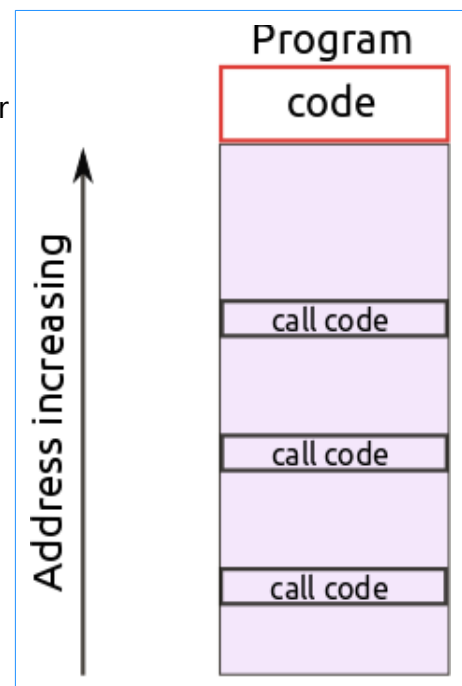 Program
r
code
call code
call code
call code
Address increasing